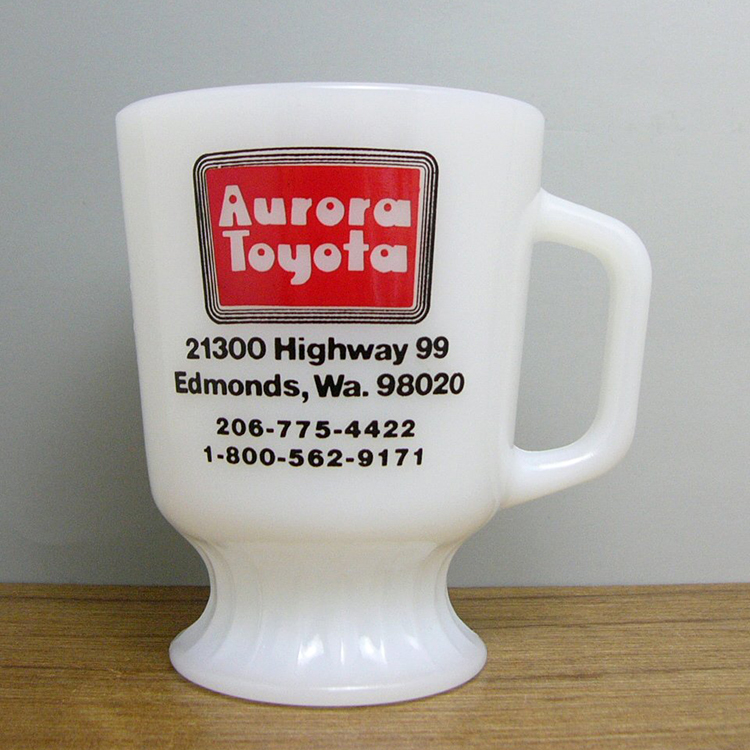 Aurora
Toyota
21300 Highway 99
Edmonds, Wa. 98020
206-775-4422
1-800-562-9171